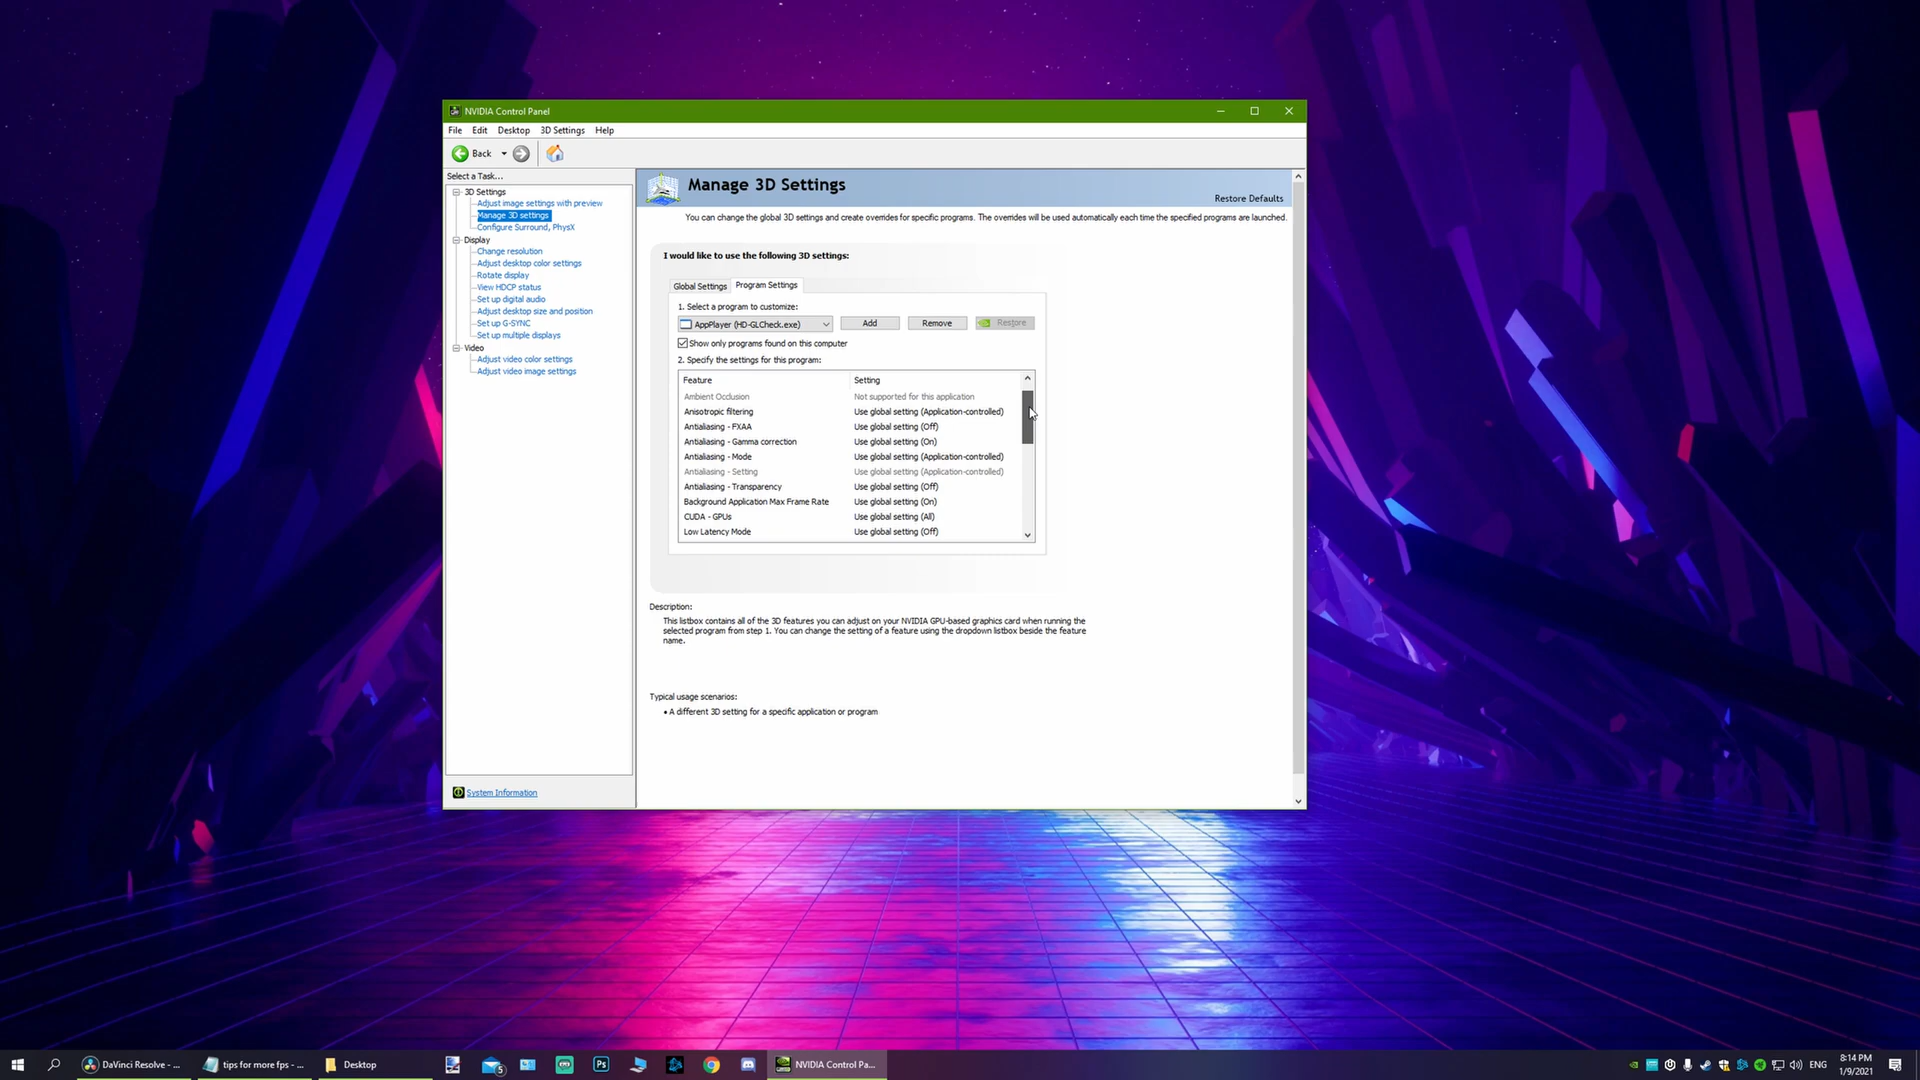 NVIDIA Control Panel
File Edit Desktop 3D Settings Help
Back
Select a Task...
3D Settings
Adjust image settings with preview
Manage 3D settings
Configure Surround, PhysX
Display
Change resolution
Adjust desktop color settings
Rotate display
View HDCP status
Set up digital audio
Adjust desktop size and position
Set up G-SYNC
Set up multiple displays
Video
Adjust video color settings
Adjust video image settings
System Information
Manage 3D Settings
Restore Defaults
You can change the global 3D settings and create overrides for specific programs. The overrides will be used automatically each time the specified programs are launched.
I would like to use the following 3D settings:
Global Settings Program Settings
1. Select a program to customize:
AppPlayer (HD-GLCheck.exe) Add Remove Restore
Show only programs found on this computer
2. Specify the settings for this program:
Feature Setting
Ambient Occlusion Not supported for this application
Anisotropic filtering Use global setting (Application-controlled)
Antialiasing - FXAA Use global setting (Off)
Antialiasing - Gamma correction Use global setting (On)
Antialiasing - Mode Use global setting (Application-controlled)
Antialiasing - Setting Use global setting (Application-controlled)
Antialiasing - Transparency Use global setting (Off)
Background Application Max Frame Rate Use global setting (On)
CUDA - GPUs Use global setting (All)
Low Latency Mode Use global setting (Off)
Description:
This listbox contains all of the 3D features you can adjust on your NVIDIA GPU-based graphics card when running the
selected program from step 1. You can change the setting of a feature using the dropdown listbox beside the feature
name.
Typical usage scenarios:
• A different 3D setting for a specific application or program
DaVinci Resolve - ... tips for more fps - ... Desktop 5 Ps NVIDIA Control Pa... ENG 8:14 PM
1/9/2021